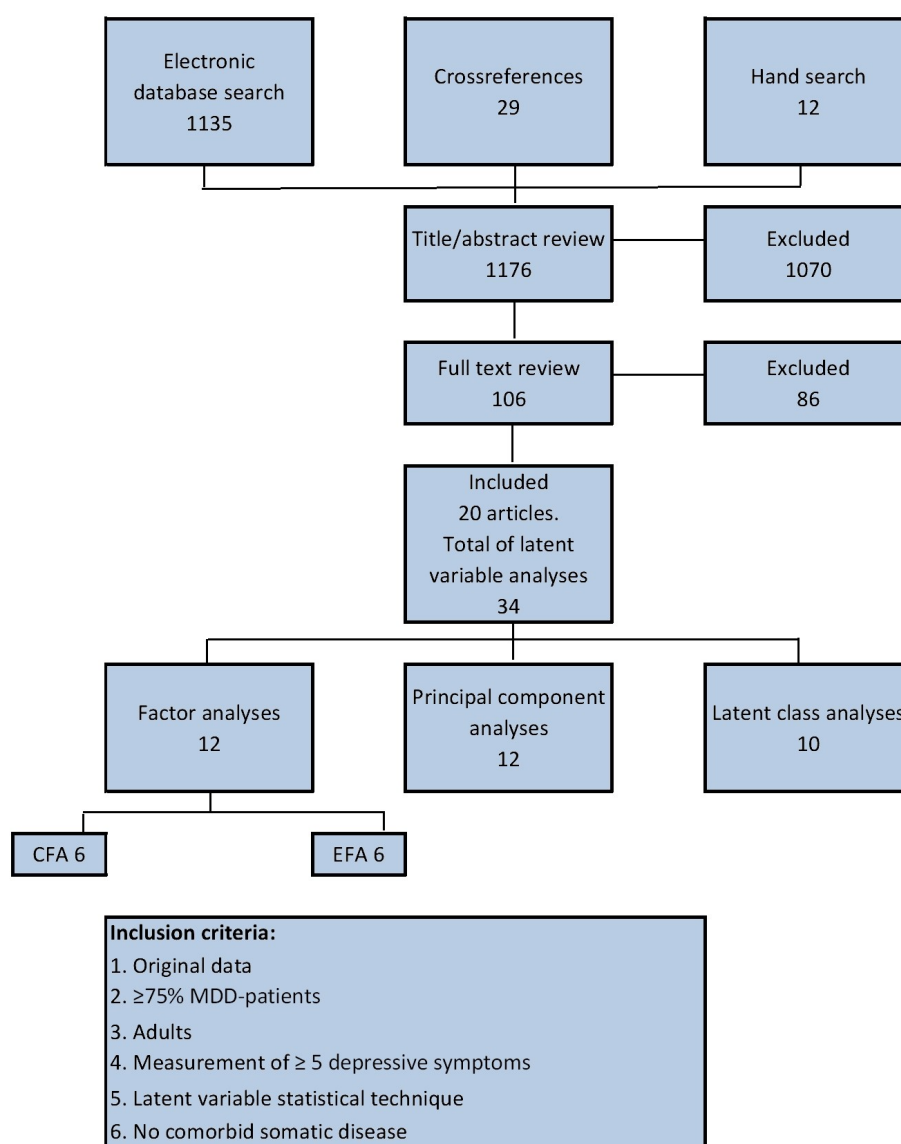 Electronic
database search
1135
Crossreferences
29
Hand search
12
Title/abstract review
1176
Excluded
1070
Full text review
106
Excluded
86
Included
20 articles.
Total of latent
variable analyses
34
Factor analyses
12
Principal component
analyses
12
Latent class analyses
10
CFA 6
EFA 6
Inclusion criteria:
1. Original data
2. ≥75% MDD-patients
3. Adults
4. Measurement of ≥ 5 depressive symptoms
5. Latent variable statistical technique
6. No comorbid somatic disease